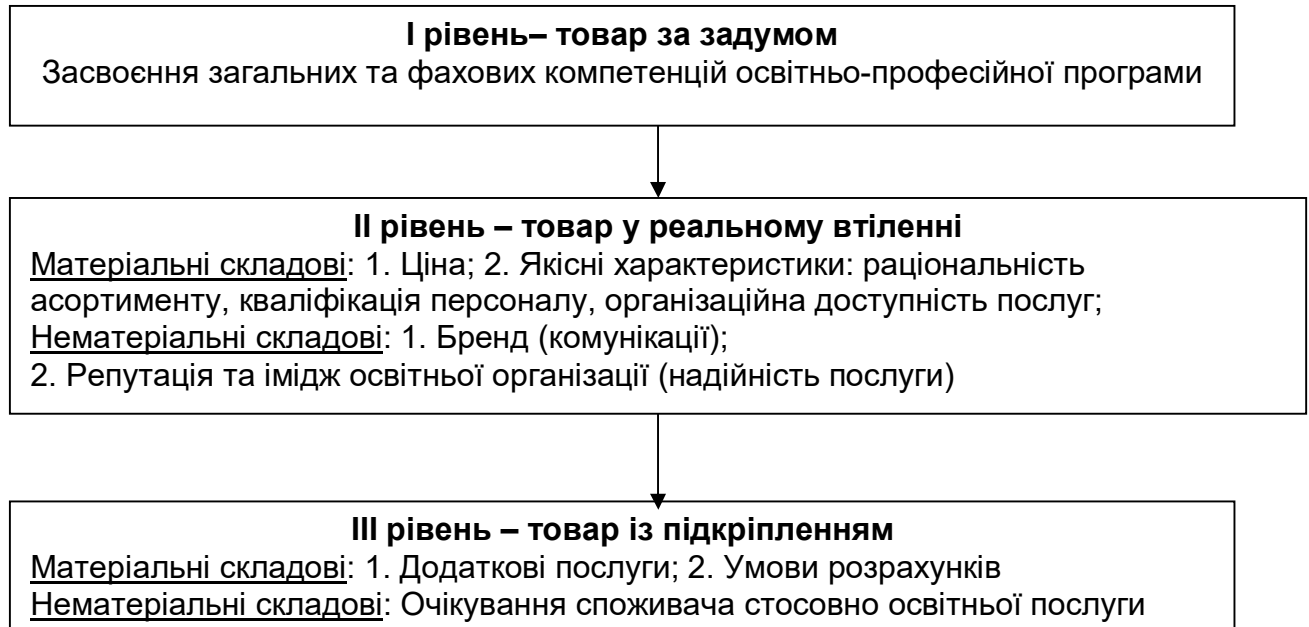 І рівень– товар за задумом
Засвоєння загальних та фахових компетенцій освітньо-професійної програми
ІІ рівень – товар у реальному втіленні
Матеріальні складові: 1. Ціна; 2. Якісні характеристики: раціональність
асортименту, кваліфікація персоналу, організаційна доступність послуг;
Нематеріальні складові: 1. Бренд (комунікації);
2. Репутація та імідж освітньої організації (надійність послуги)
ІІІ рівень – товар із підкріпленням
Матеріальні складові: 1. Додаткові послуги; 2. Умови розрахунків
Нематеріальні складові: Очікування споживача стосовно освітньої послуги